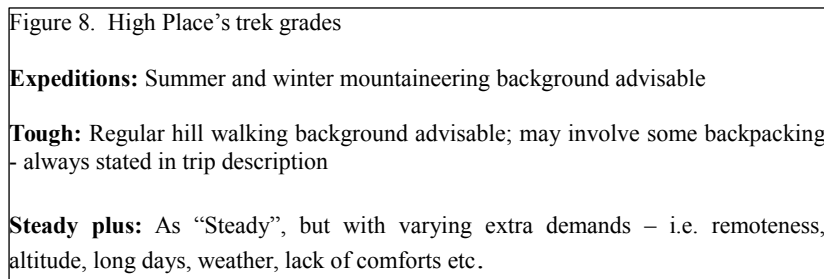 Figure 8.  High Place’s trek grades
Expeditions: Summer and winter mountaineering background advisable
Tough: Regular hill walking background advisable; may involve some backpacking
- always stated in trip description
Steady plus: As “Steady”, but with varying extra demands – i.e. remoteness,
altitude, long days, weather, lack of comforts etc.